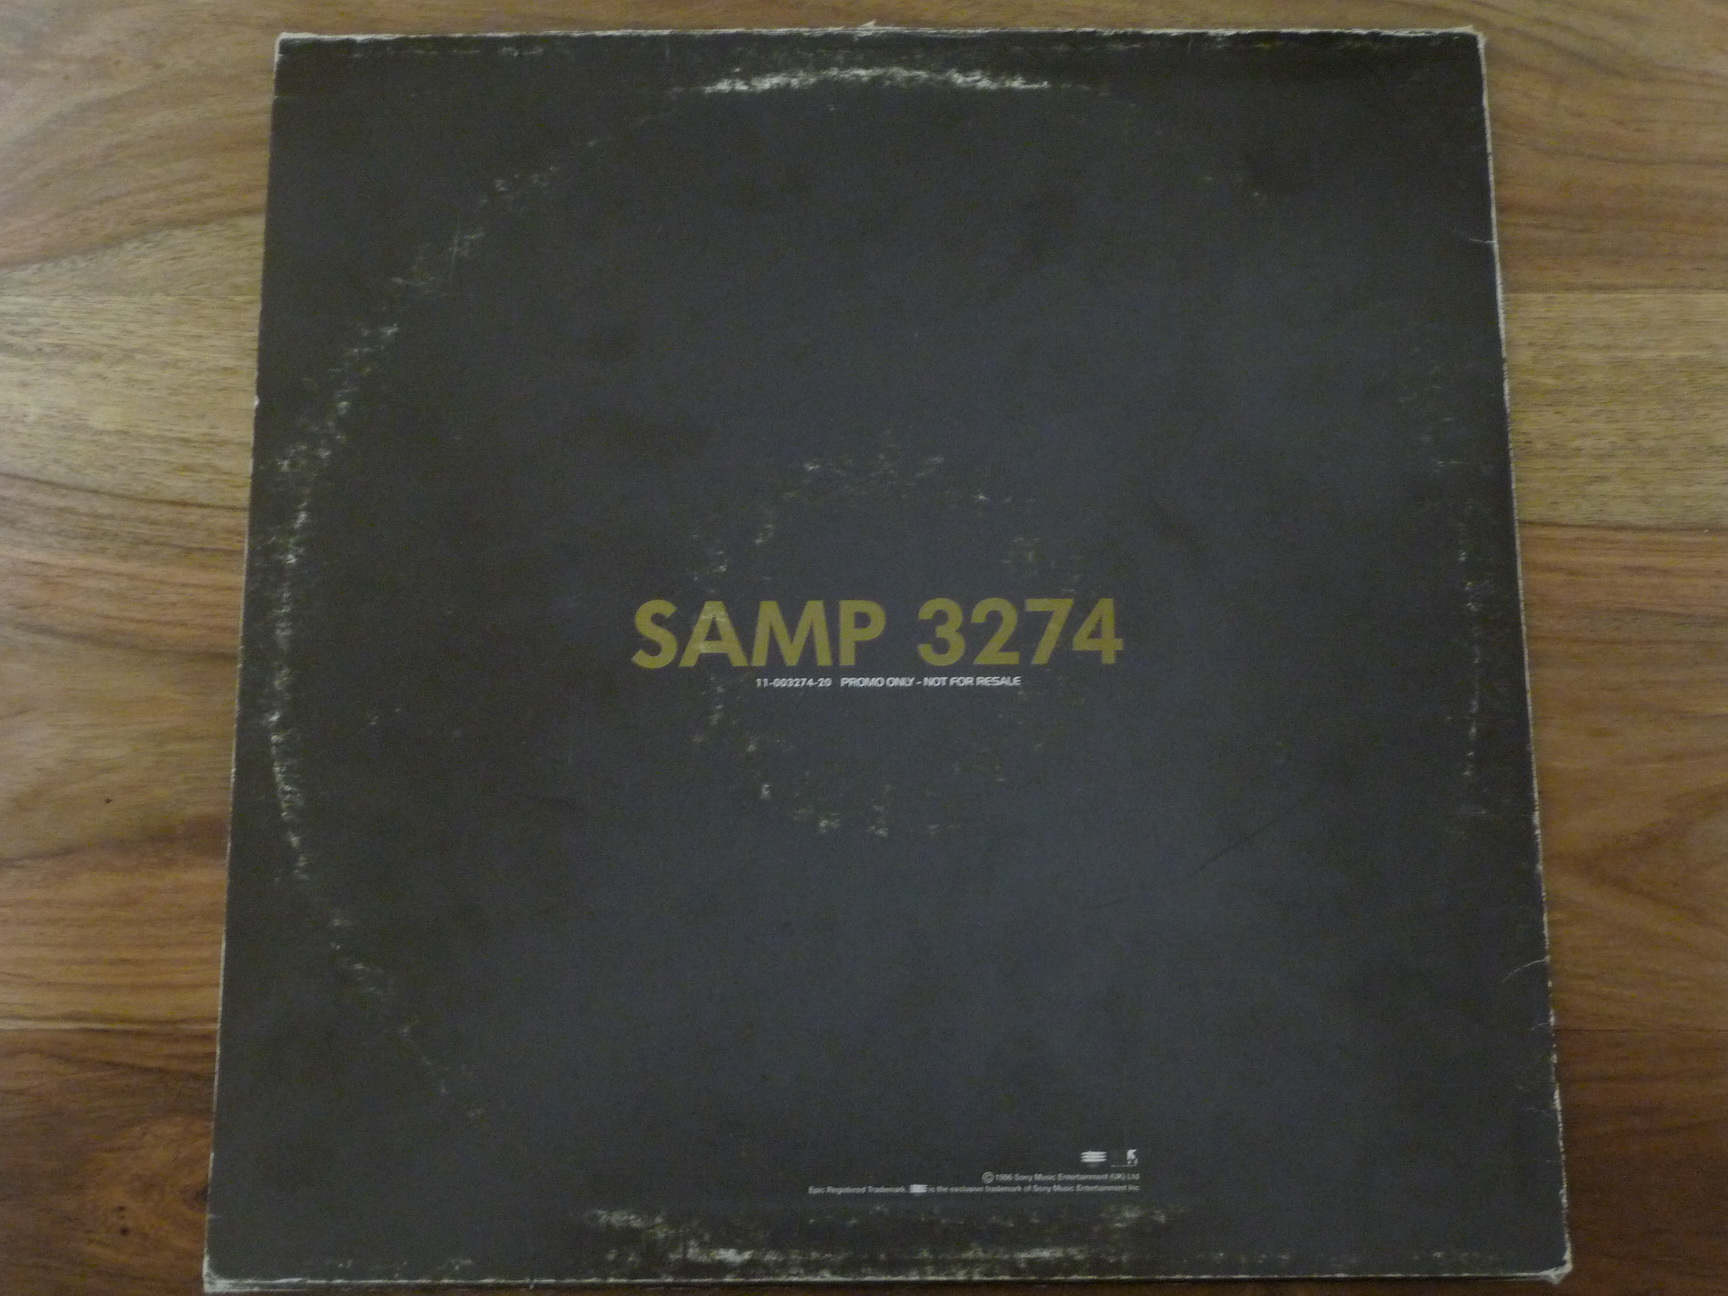 SAMP 3274
11-003274-20 PROMO ONLY - NOT FOR RESALE
© 1996 Sony Music Entertainment (UK) Ltd
Epic Registered Trademark. is the exclusive trademark of Sony Music Entertainment Inc